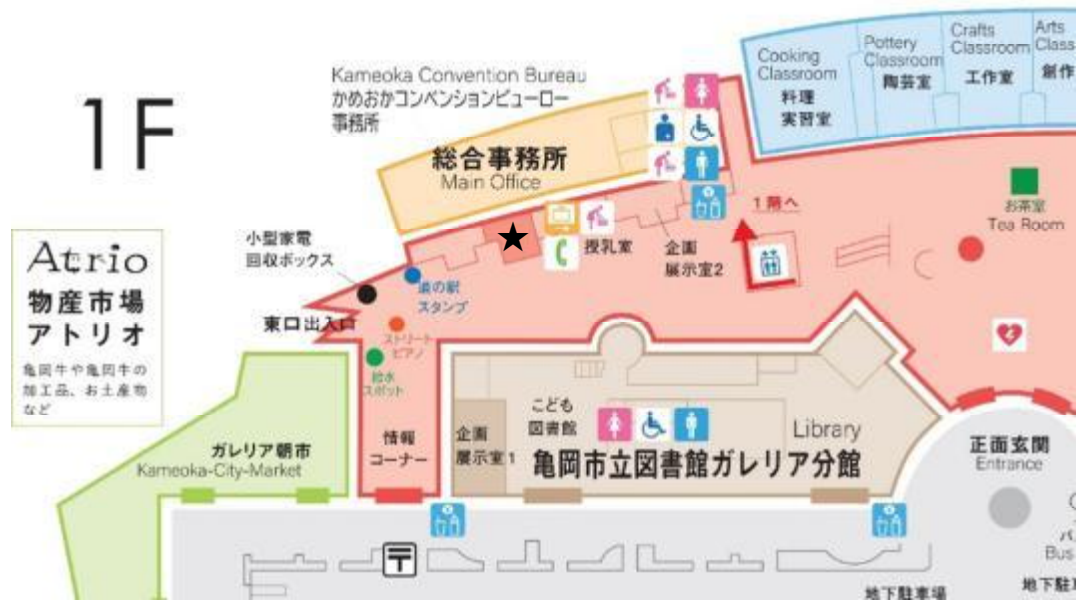 1F
Kameoka Convention Bureau
かめおかコンベンションビューロー
事務所
総合事務所
Main Office
Cooking
Classroom
料理
実習室
Pottery
Classroom
陶芸室
Crafts
Classroom
工作室
Arts
Class
創作
お茶室
Tea Room
1階へ
授乳室
企画
展示室2
小型家電
回収ボックス
道の駅
スタンプ
東口出入口
ストリート
ピアノ
給水
スポット
Atrio
物産市場
アトリオ
亀岡牛や亀岡牛の
加工品、お土産物
など
ガレリア朝市
Kameoka-City-Market
情報
コーナー
企画
展示室1
こども
図書館
Library
亀岡市立図書館ガレリア分館
正面玄関
Entrance
バ
Bus
地下駐車場
地下駐